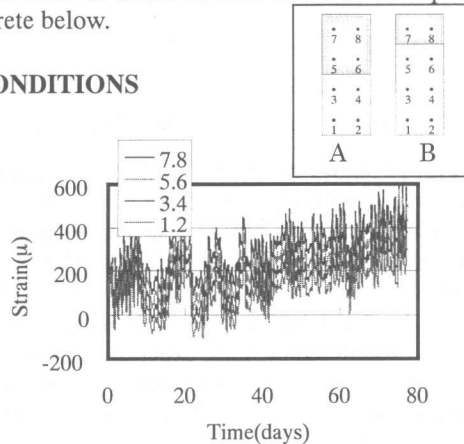 rete below.
ONDITIONS
7 8 7 8
5 6 5 6
3 4 3 4
1 2 1 2
A B
7.8
5.6
3.4
1.2
600
400
200
0
-200
Strain(μ)
0 20 40 60 80
Time(days)